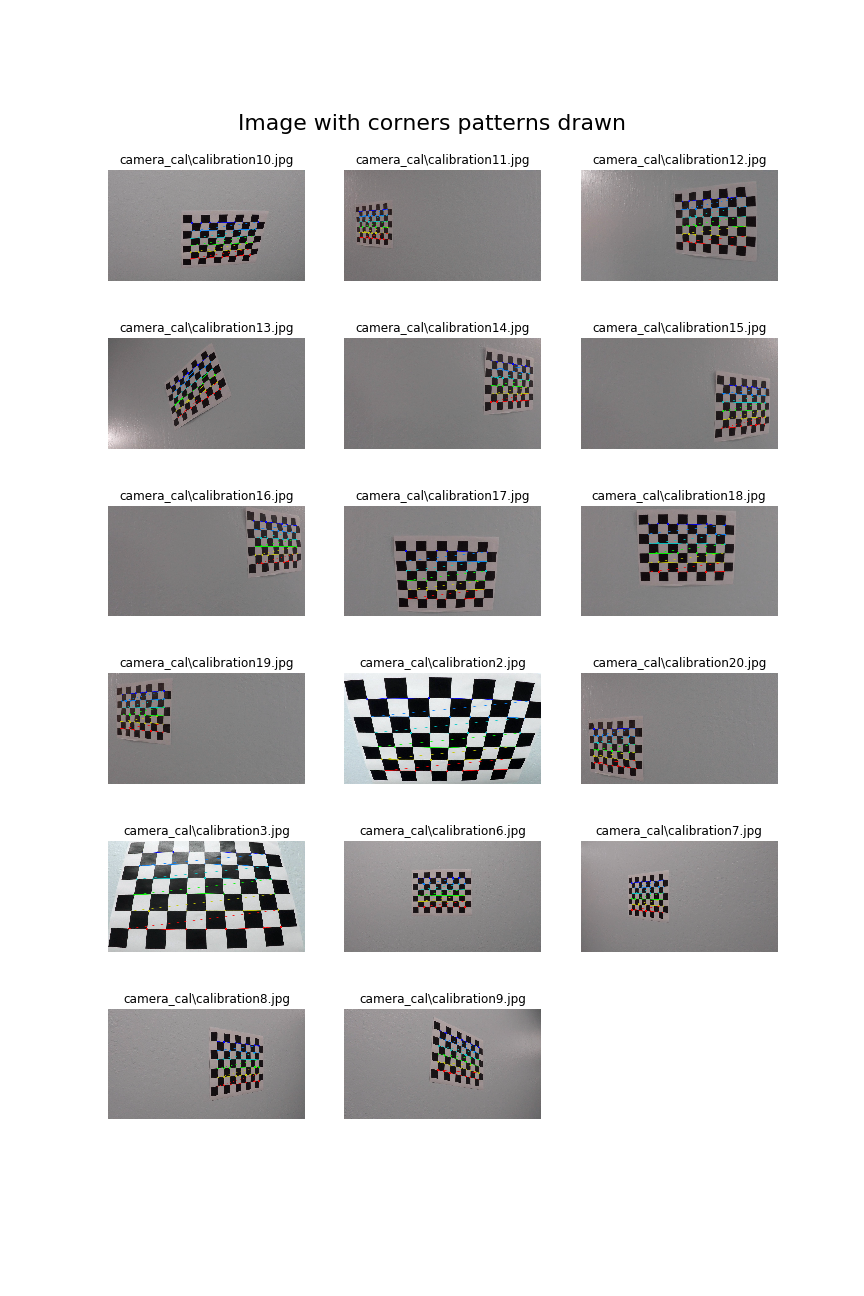 Image with corners patterns drawn
camera_cal\calibration10.jpg
camera_cal\calibration11.jpg
camera_cal\calibration12.jpg
camera_cal\calibration13.jpg
camera_cal\calibration14.jpg
camera_cal\calibration15.jpg
camera_cal\calibration16.jpg
camera_cal\calibration17.jpg
camera_cal\calibration18.jpg
camera_cal\calibration19.jpg
camera_cal\calibration2.jpg
camera_cal\calibration20.jpg
camera_cal\calibration3.jpg
camera_cal\calibration6.jpg
camera_cal\calibration7.jpg
camera_cal\calibration8.jpg
camera_cal\calibration9.jpg